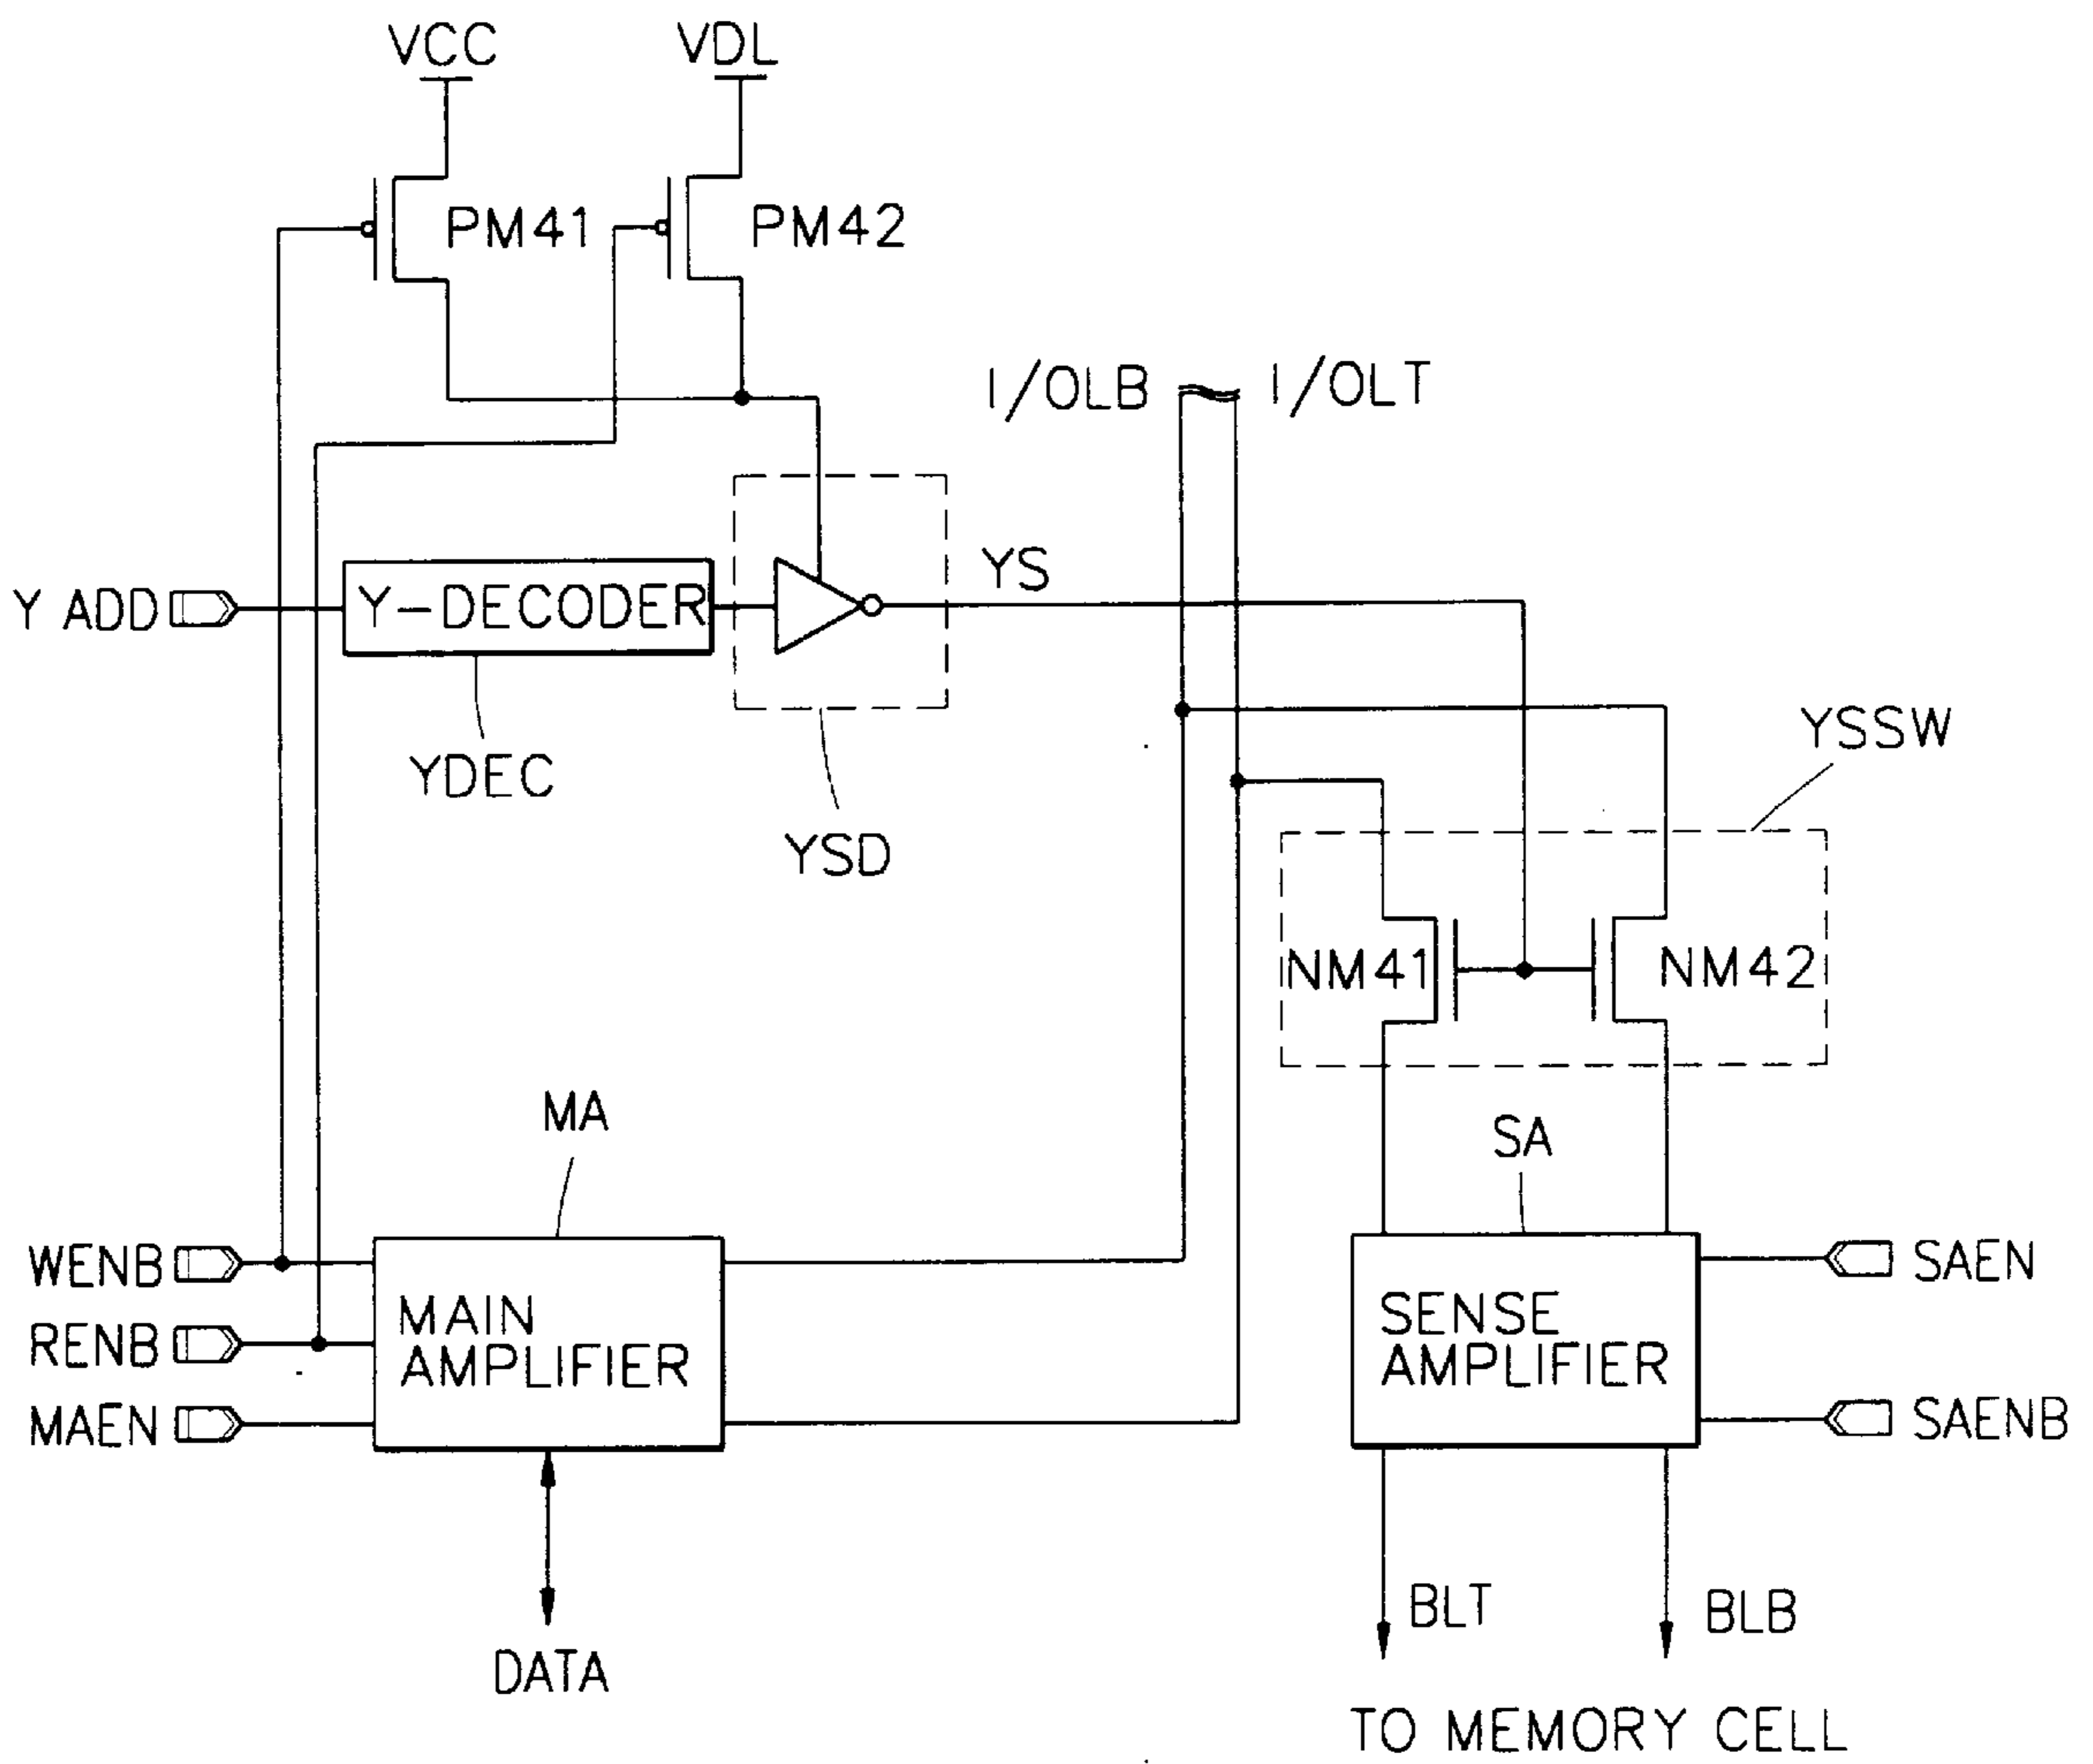 VCC
VDL
PM41
PM42
I/OLB
I/OLT
Y ADD
Y-DECODER
YS
YDEC
YSD
YSSW
NM41
NM42
MA
SA
WENB
RENB
MAEN
MAIN
AMPLIFIER
SENSE
AMPLIFIER
SAEN
SAENB
DATA
BLT
BLB
TO MEMORY CELL